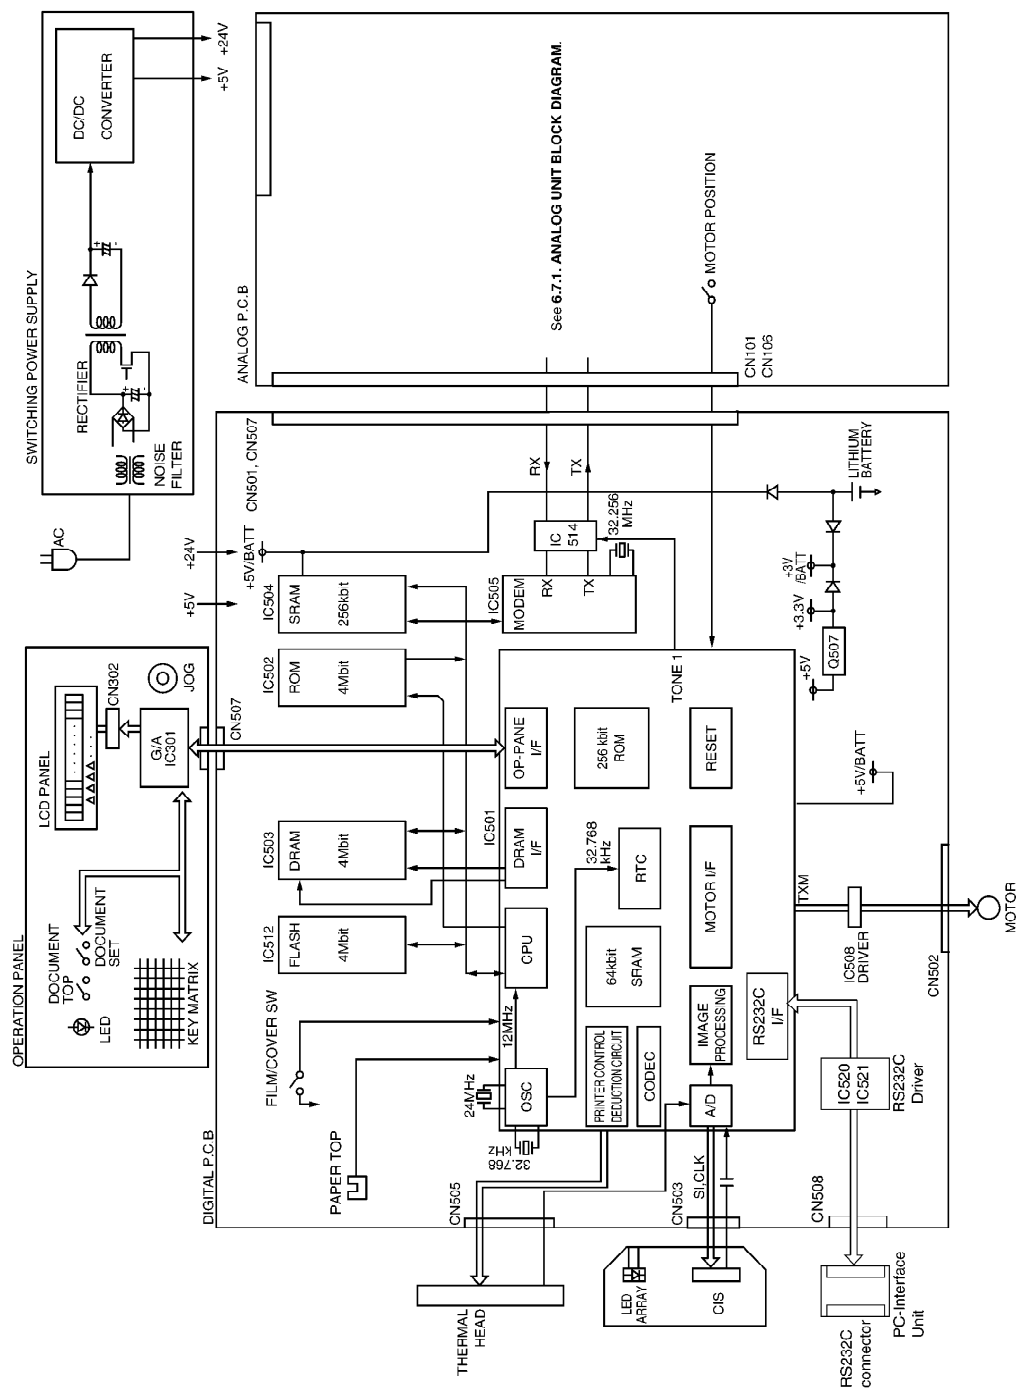 SWITCHING POWER SUPPLY
DC/DC
CONVERTER
+24V
+5V
RECTIFIER
NOISE
FILTER
AC
+
-
+
-
ANALOG P.C.B
See 6.7.1. ANALOG UNIT BLOCK DIAGRAM.
MOTOR POSITION
CN101
CN106
OPERATION PANEL
LCD PANEL
CN302
G/A
IC301
JOG
DOCUMENT
TOP
DOCUMENT
SET
LED
KEY MATRIX
CN507
DIGITAL P.C.B
CN501, CN507
+5V
+24V
+5V/BATT
IC504
SRAM
256kbit
IC502
ROM
4Mbit
IC503
DRAM
4Mbit
IC512
FLASH
4Mbit
IC505
MODEM
RX
TX
IC
514
RX
TX
32.256
MHz
LITHIUM
BATTERY
+3V
/BATT
+3.3V
Q507
+5V
+5V/BATT
FILM/COVER SW
PAPER TOP
IC501
TONE 1
OP-PANE
I/F
DRAM
I/F
CPU
12MHz
OSC
24MHz
32.768
kHz
256 kbit
ROM
RESET
32.768
kHz
RTC
64kbit
SRAM
MOTOR I/F
PRINTER CONTROL
DEDUCTION CIRCUIT
CODEC
IMAGE
PROCESSING
A/D
RS232C
I/F
TXM
IC508
DRIVER
CN502
MOTOR
IC520
IC521
RS232C
Driver
CN505
CN503
SI,CLK
CN508
THERMAL
HEAD
LED
ARRAY
CIS
RS232C
connector
PC-Interface
Unit